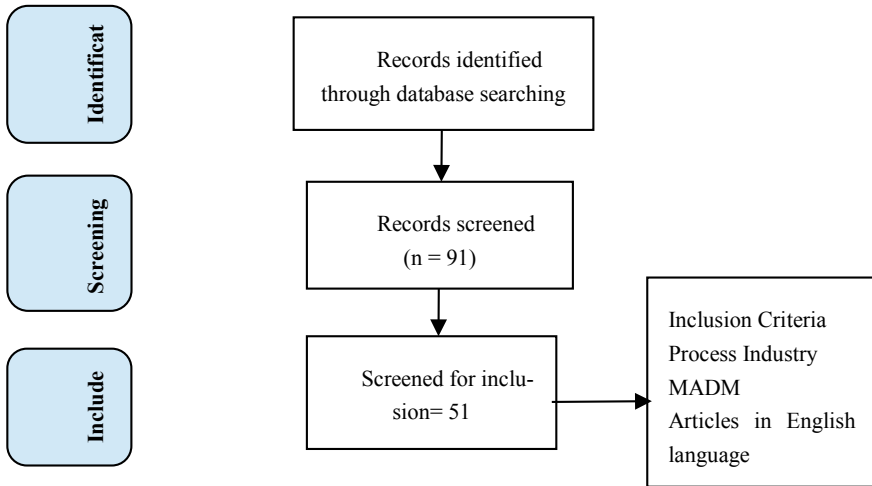 Identificat
Records identified
through database searching
Screening
Records screened
(n = 91)
Include
Screened for inclu-
sion= 51
Inclusion Criteria
Process Industry
MADM
Articles in English
language